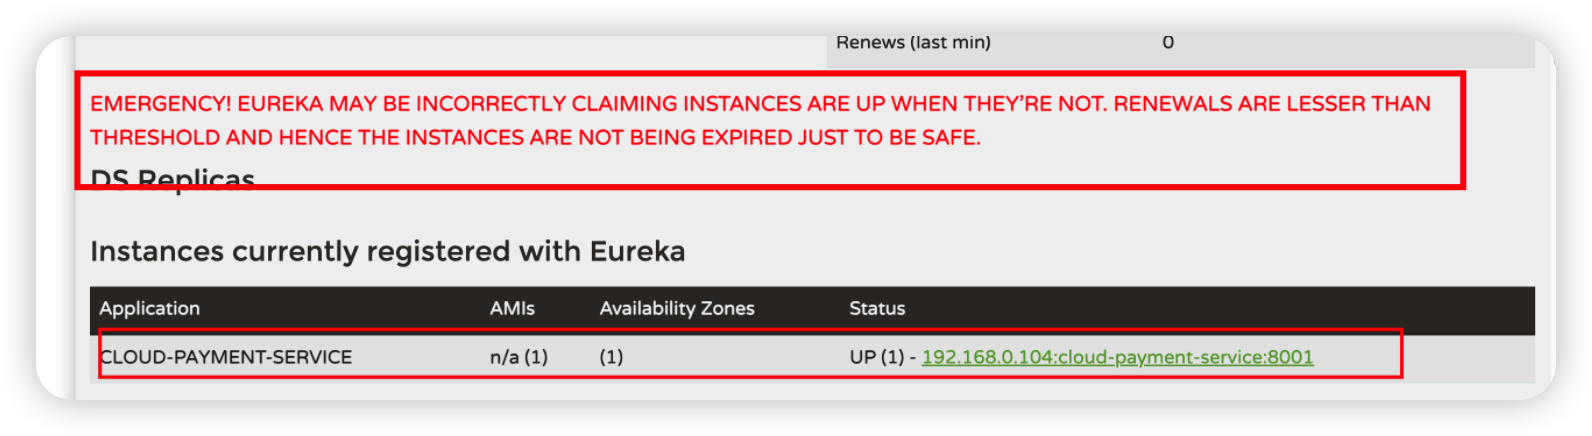 Renews (last min) 0
EMERGENCY! EUREKA MAY BE INCORRECTLY CLAIMING INSTANCES ARE UP WHEN THEY'RE NOT. RENEWALS ARE LESSER THAN
THRESHOLD AND HENCE THE INSTANCES ARE NOT BEING EXPIRED JUST TO BE SAFE.
DS Replicas
Instances currently registered with Eureka
Application AMIs Availability Zones Status
CLOUD-PAYMENT-SERVICE n/a (1) (1) UP (1) - 192.168.0.104:cloud-payment-service:8001